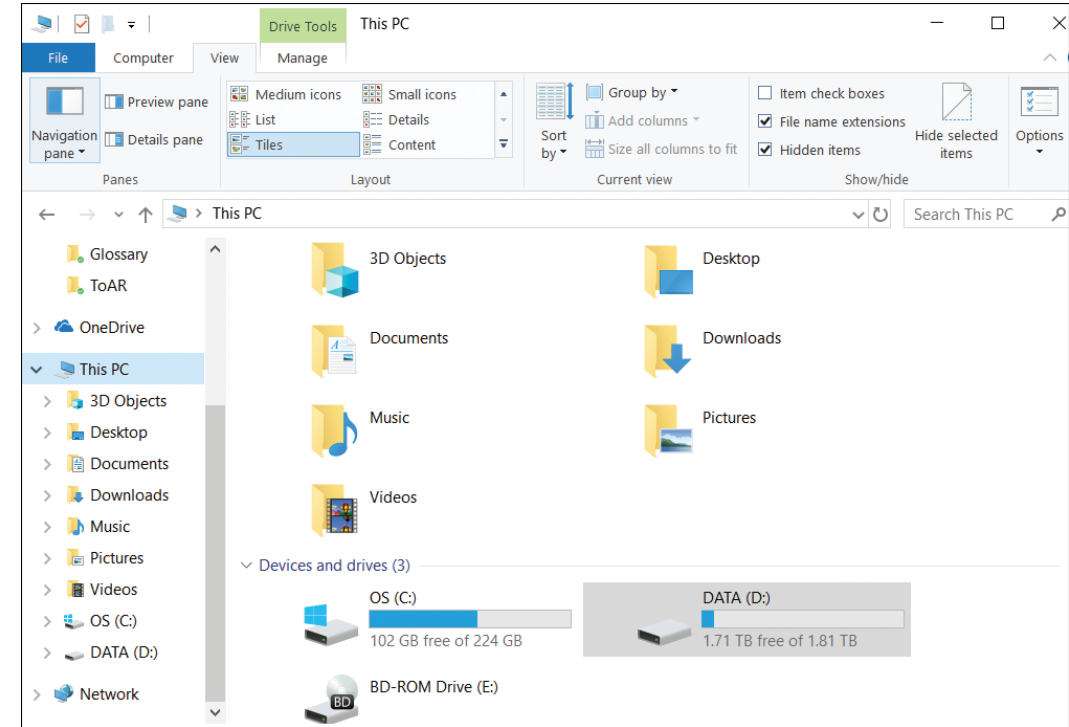 Drive Tools This PC
File Computer View Manage
Navigation pane
Preview pane
Details pane
Panes
Medium icons Small icons
List Details
Tiles Content
Layout
Sort by
Group by
Add columns
Size all columns to fit
Current view
Item check boxes
File name extensions
Hidden items
Hide selected items
Show/hide
Options
This PC
Search This PC
Glossary
ToAR
OneDrive
This PC
3D Objects
Desktop
Documents
Downloads
Music
Pictures
Videos
OS (C:)
DATA (D:)
Network
3D Objects Desktop
Documents Downloads
Music Pictures
Videos
Devices and drives (3)
OS (C:)
102 GB free of 224 GB
DATA (D:)
1.71 TB free of 1.81 TB
BD-ROM Drive (E:)
BD